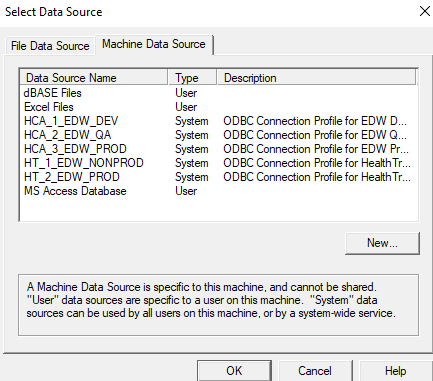 Select Data Source
File Data Source Machine Data Source
Data Source Name Type Description
dBASE Files User
Excel Files User
HCA_1_EDW_DEV System ODBC Connection Profile for EDW D...
HCA_2_EDW_QA System ODBC Connection Profile for EDW Q...
HCA_3_EDW_PROD System ODBC Connection Profile for EDW Pr...
HT_1_EDW_NONPROD System ODBC Connection Profile for HealthTr...
HT_2_EDW_PROD System ODBC Connection Profile for HealthTr...
MS Access Database User
New...
A Machine Data Source is specific to this machine, and cannot be shared.
"User" data sources are specific to a user on this machine. "System" data
sources can be used by all users on this machine, or by a system-wide service.
OK Cancel Help